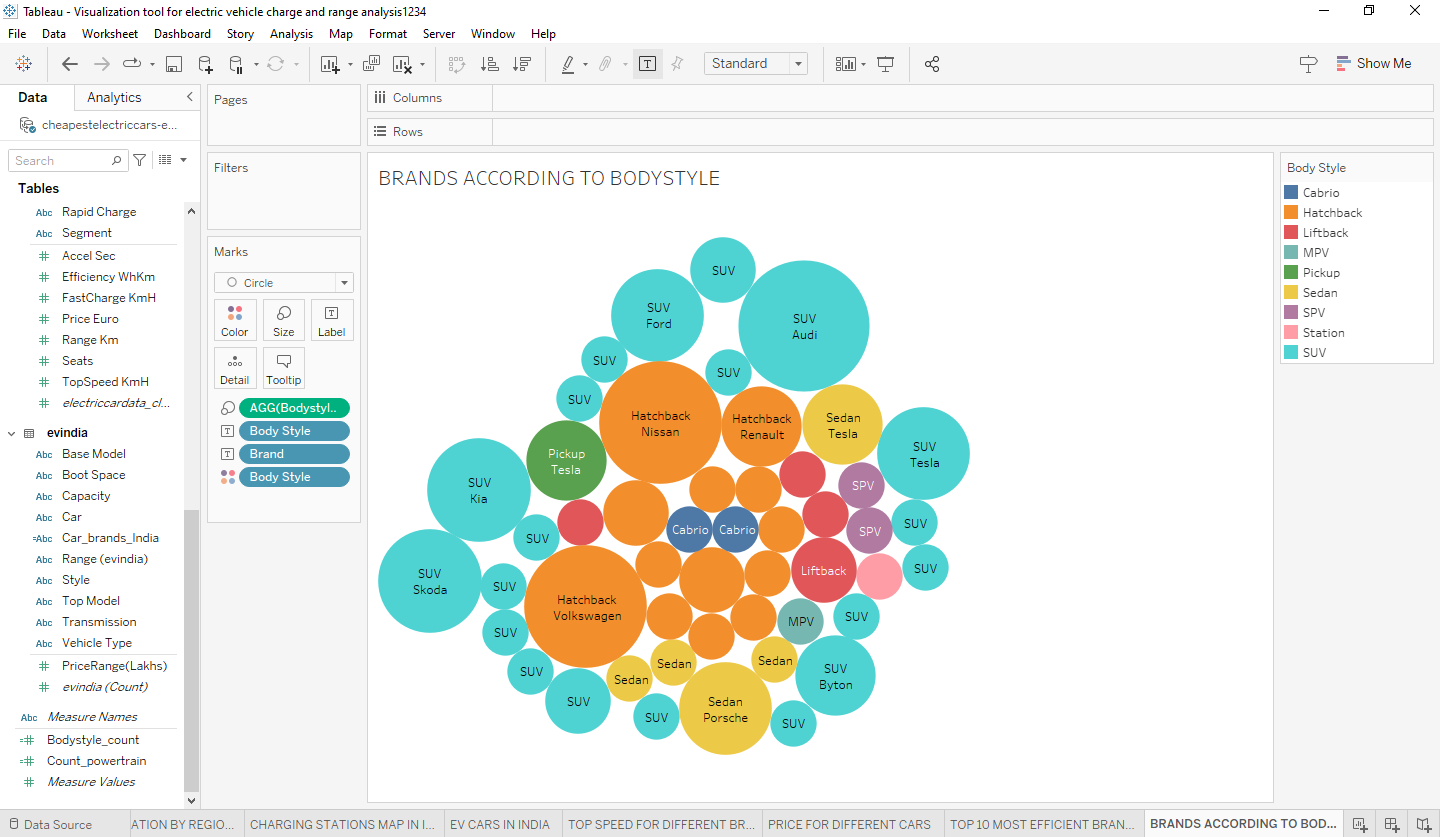 Tableau - Visualization tool for electric vehicle charge and range analysis1234
File Data Worksheet Dashboard Story Analysis Map Format Server Window Help
Standard
Show Me
Data Analytics
cheapestelectriccars-e...
Search
Tables
Abc Rapid Charge
Abc Segment
# Accel Sec
# Efficiency WhKm
# FastCharge KmH
# Price Euro
# Range Km
# Seats
# TopSpeed KmH
# electriccardata_cl...
evindia
Abc Base Model
Abc Boot Space
Abc Capacity
Abc Car
=Abc Car_brands_India
Abc Range (evindia)
Abc Style
Abc Top Model
Abc Transmission
Abc Vehicle Type
# PriceRange(Lakhs)
# evindia (Count)
Abc Measure Names
=# Bodystyle_count
=# Count_powertrain
# Measure Values
Pages
Filters
Marks
Circle
Color Size Label
Detail Tooltip
AGG(Bodystyl..
Body Style
Brand
Body Style
Columns
Rows
BRANDS ACCORDING TO BODYSTYLE
SUV
SUV
Ford
SUV
Audi
SUV
SUV
SUV
Hatchback
Nissan
Hatchback
Renault
Sedan
Tesla
SUV
Tesla
Pickup
Tesla
SUV
Kia
SPV
Cabrio
Cabrio
SPV
SUV
SUV
SUV
Skoda
SUV
Liftback
SUV
Hatchback
Volkswagen
SUV
MPV
SUV
SUV
Sedan
Sedan
Sedan
SUV
Byton
SUV
SUV
Sedan
Porsche
SUV
Body Style
Cabrio
Hatchback
Liftback
MPV
Pickup
Sedan
SPV
Station
SUV
Data Source
ATION BY REGIO...
CHARGING STATIONS MAP IN I...
EV CARS IN INDIA
TOP SPEED FOR DIFFERENT BR...
PRICE FOR DIFFERENT CARS
TOP 10 MOST EFFICIENT BRAN...
BRANDS ACCORDING TO BOD...